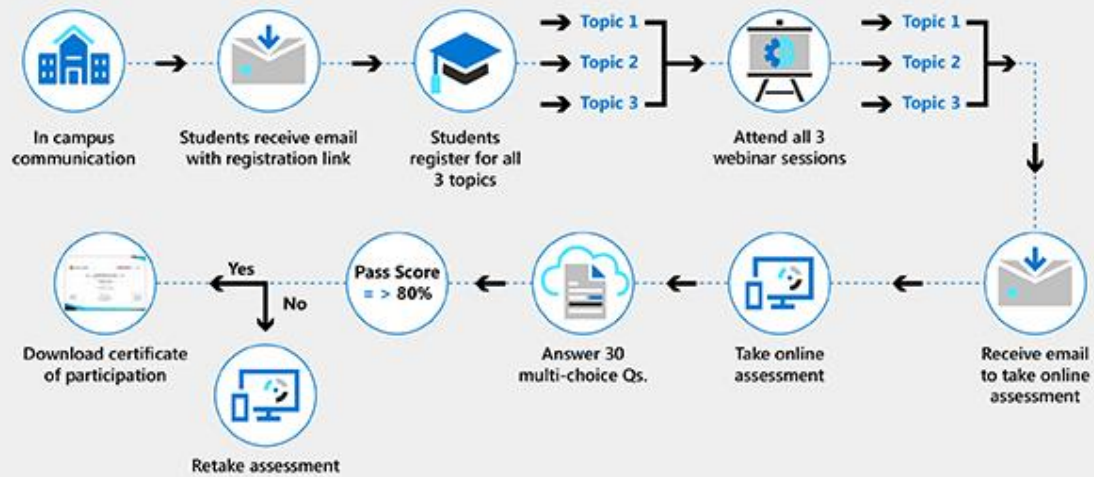 Topic 1
Topic 2
Topic 3
Topic 1
Topic 2
Topic 3
In campus
communication
Students receive email
with registration link
Students
register for all
3 topics
Attend all 3
webinar sessions
Yes
No
Pass Score
= > 80%
Download certificate
of participation
Retake assessment
Answer 30
multi-choice Qs.
Take online
assessment
Receive email
to take online
assessment